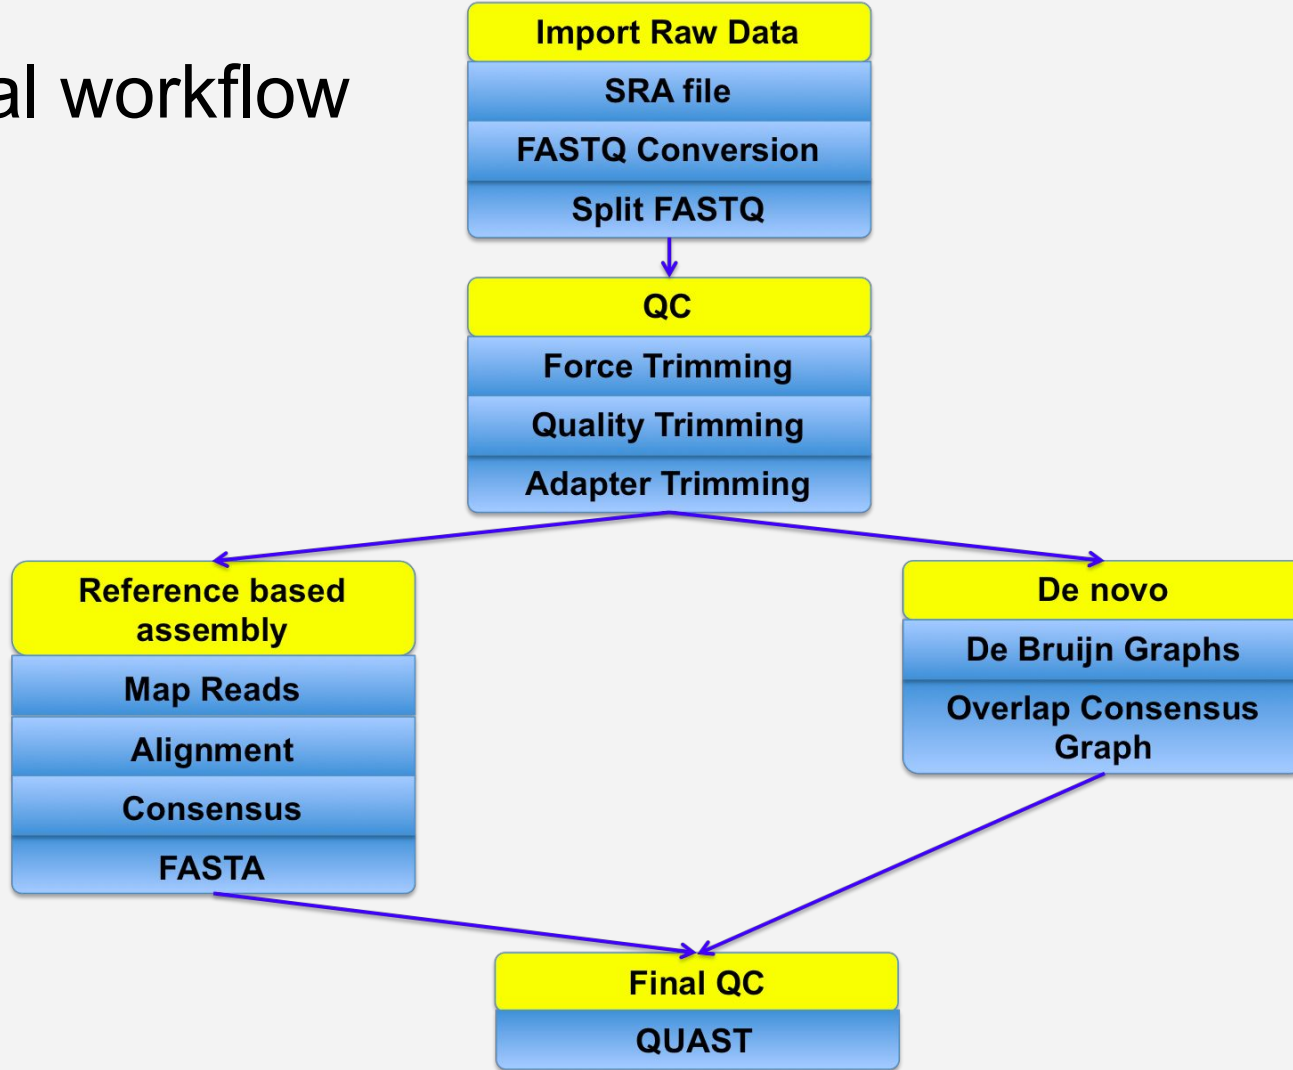 al workflow
Import Raw Data
SRA file
FASTQ Conversion
Split FASTQ
QC
Force Trimming
Quality Trimming
Adapter Trimming
Reference based
assembly
Map Reads
Alignment
Consensus
FASTA
De novo
De Bruijn Graphs
Overlap Consensus
Graph
Final QC
QUAST